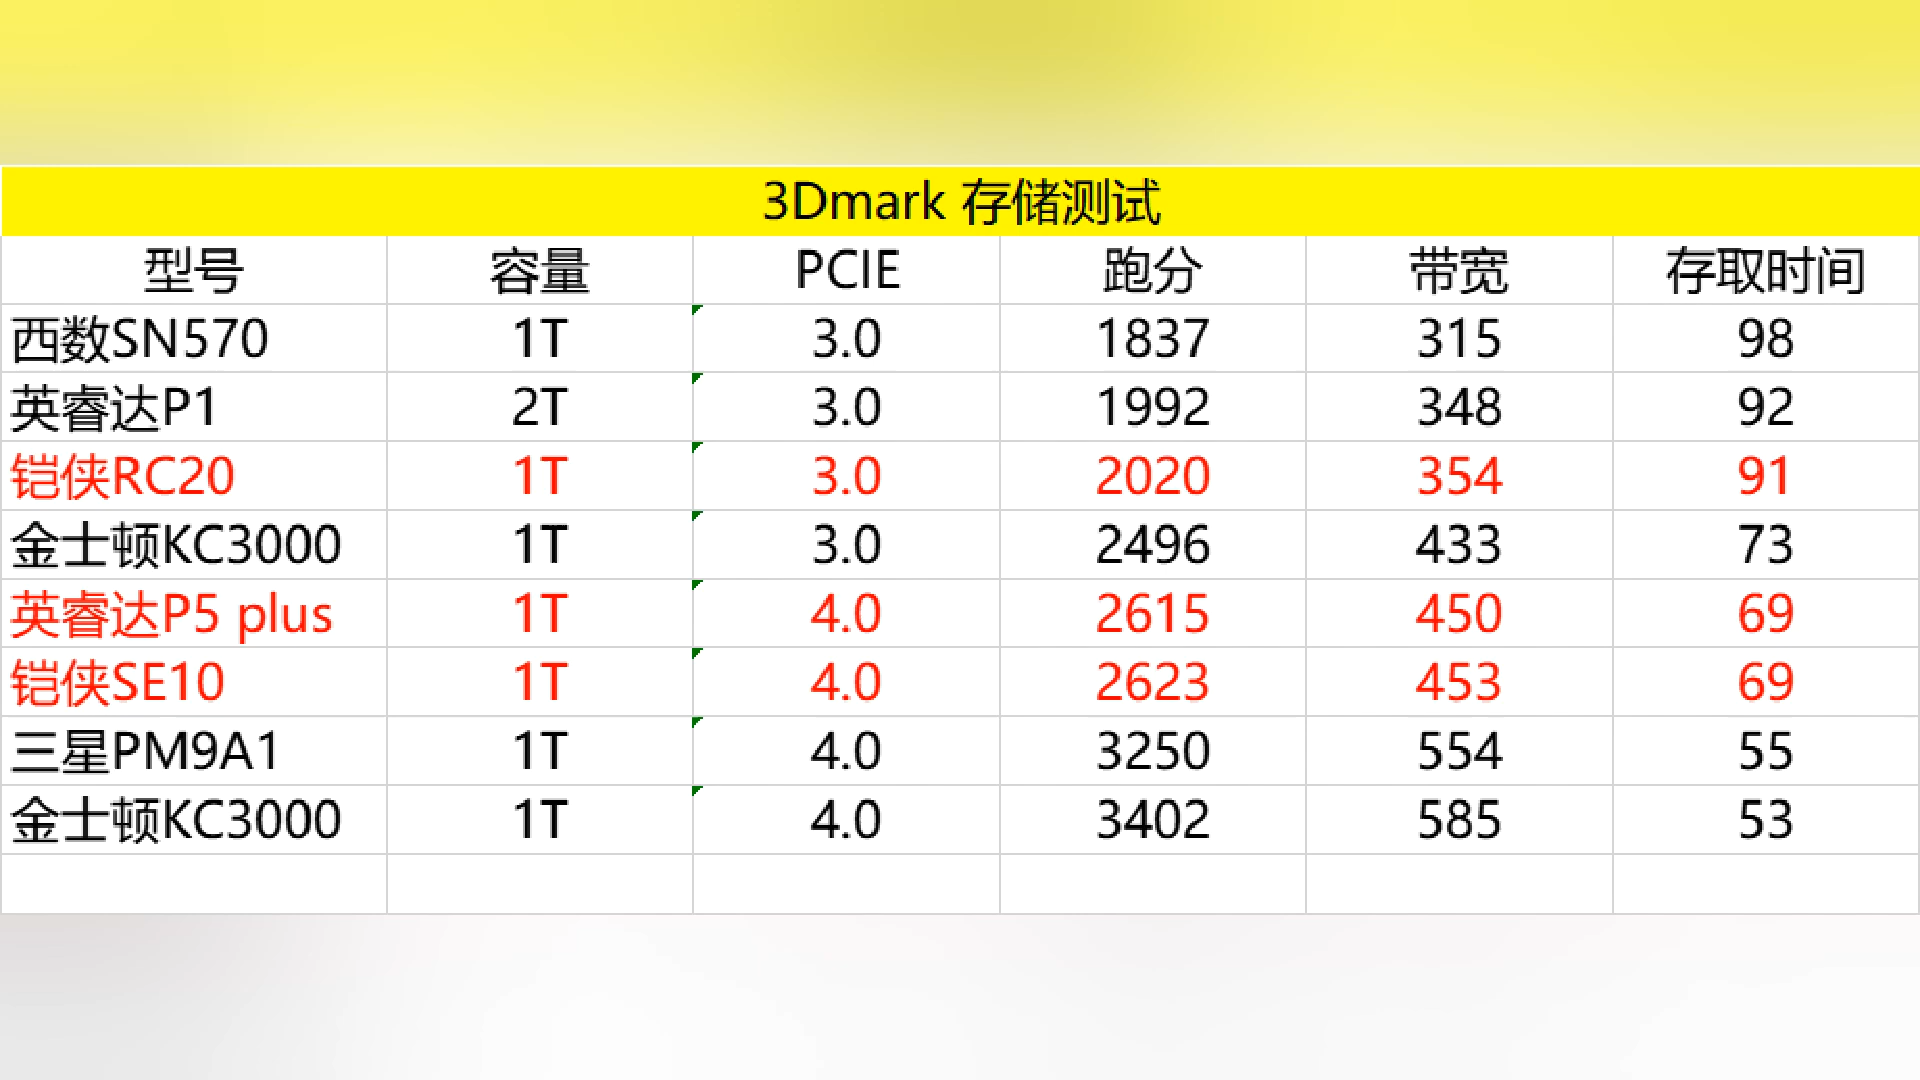 3Dmark 存储测试
型号 容量 PCIE 跑分 带宽 存取时间
西数SN570 1T 3.0 1837 315 98
英睿达P1 2T 3.0 1992 348 92
铠侠RC20 1T 3.0 2020 354 91
金士顿KC3000 1T 3.0 2496 433 73
英睿达P5 plus 1T 4.0 2615 450 69
铠侠SE10 1T 4.0 2623 453 69
三星PM9A1 1T 4.0 3250 554 55
金士顿KC3000 1T 4.0 3402 585 53